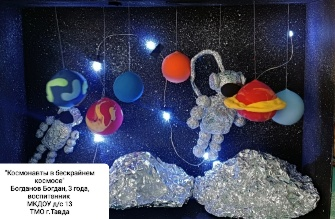 "Космонавты в бескрайнем
космосе"
Богданов Богдан, 3 года,
воспитанник
МКДОУ д/с 13
ТМО г.Тавда